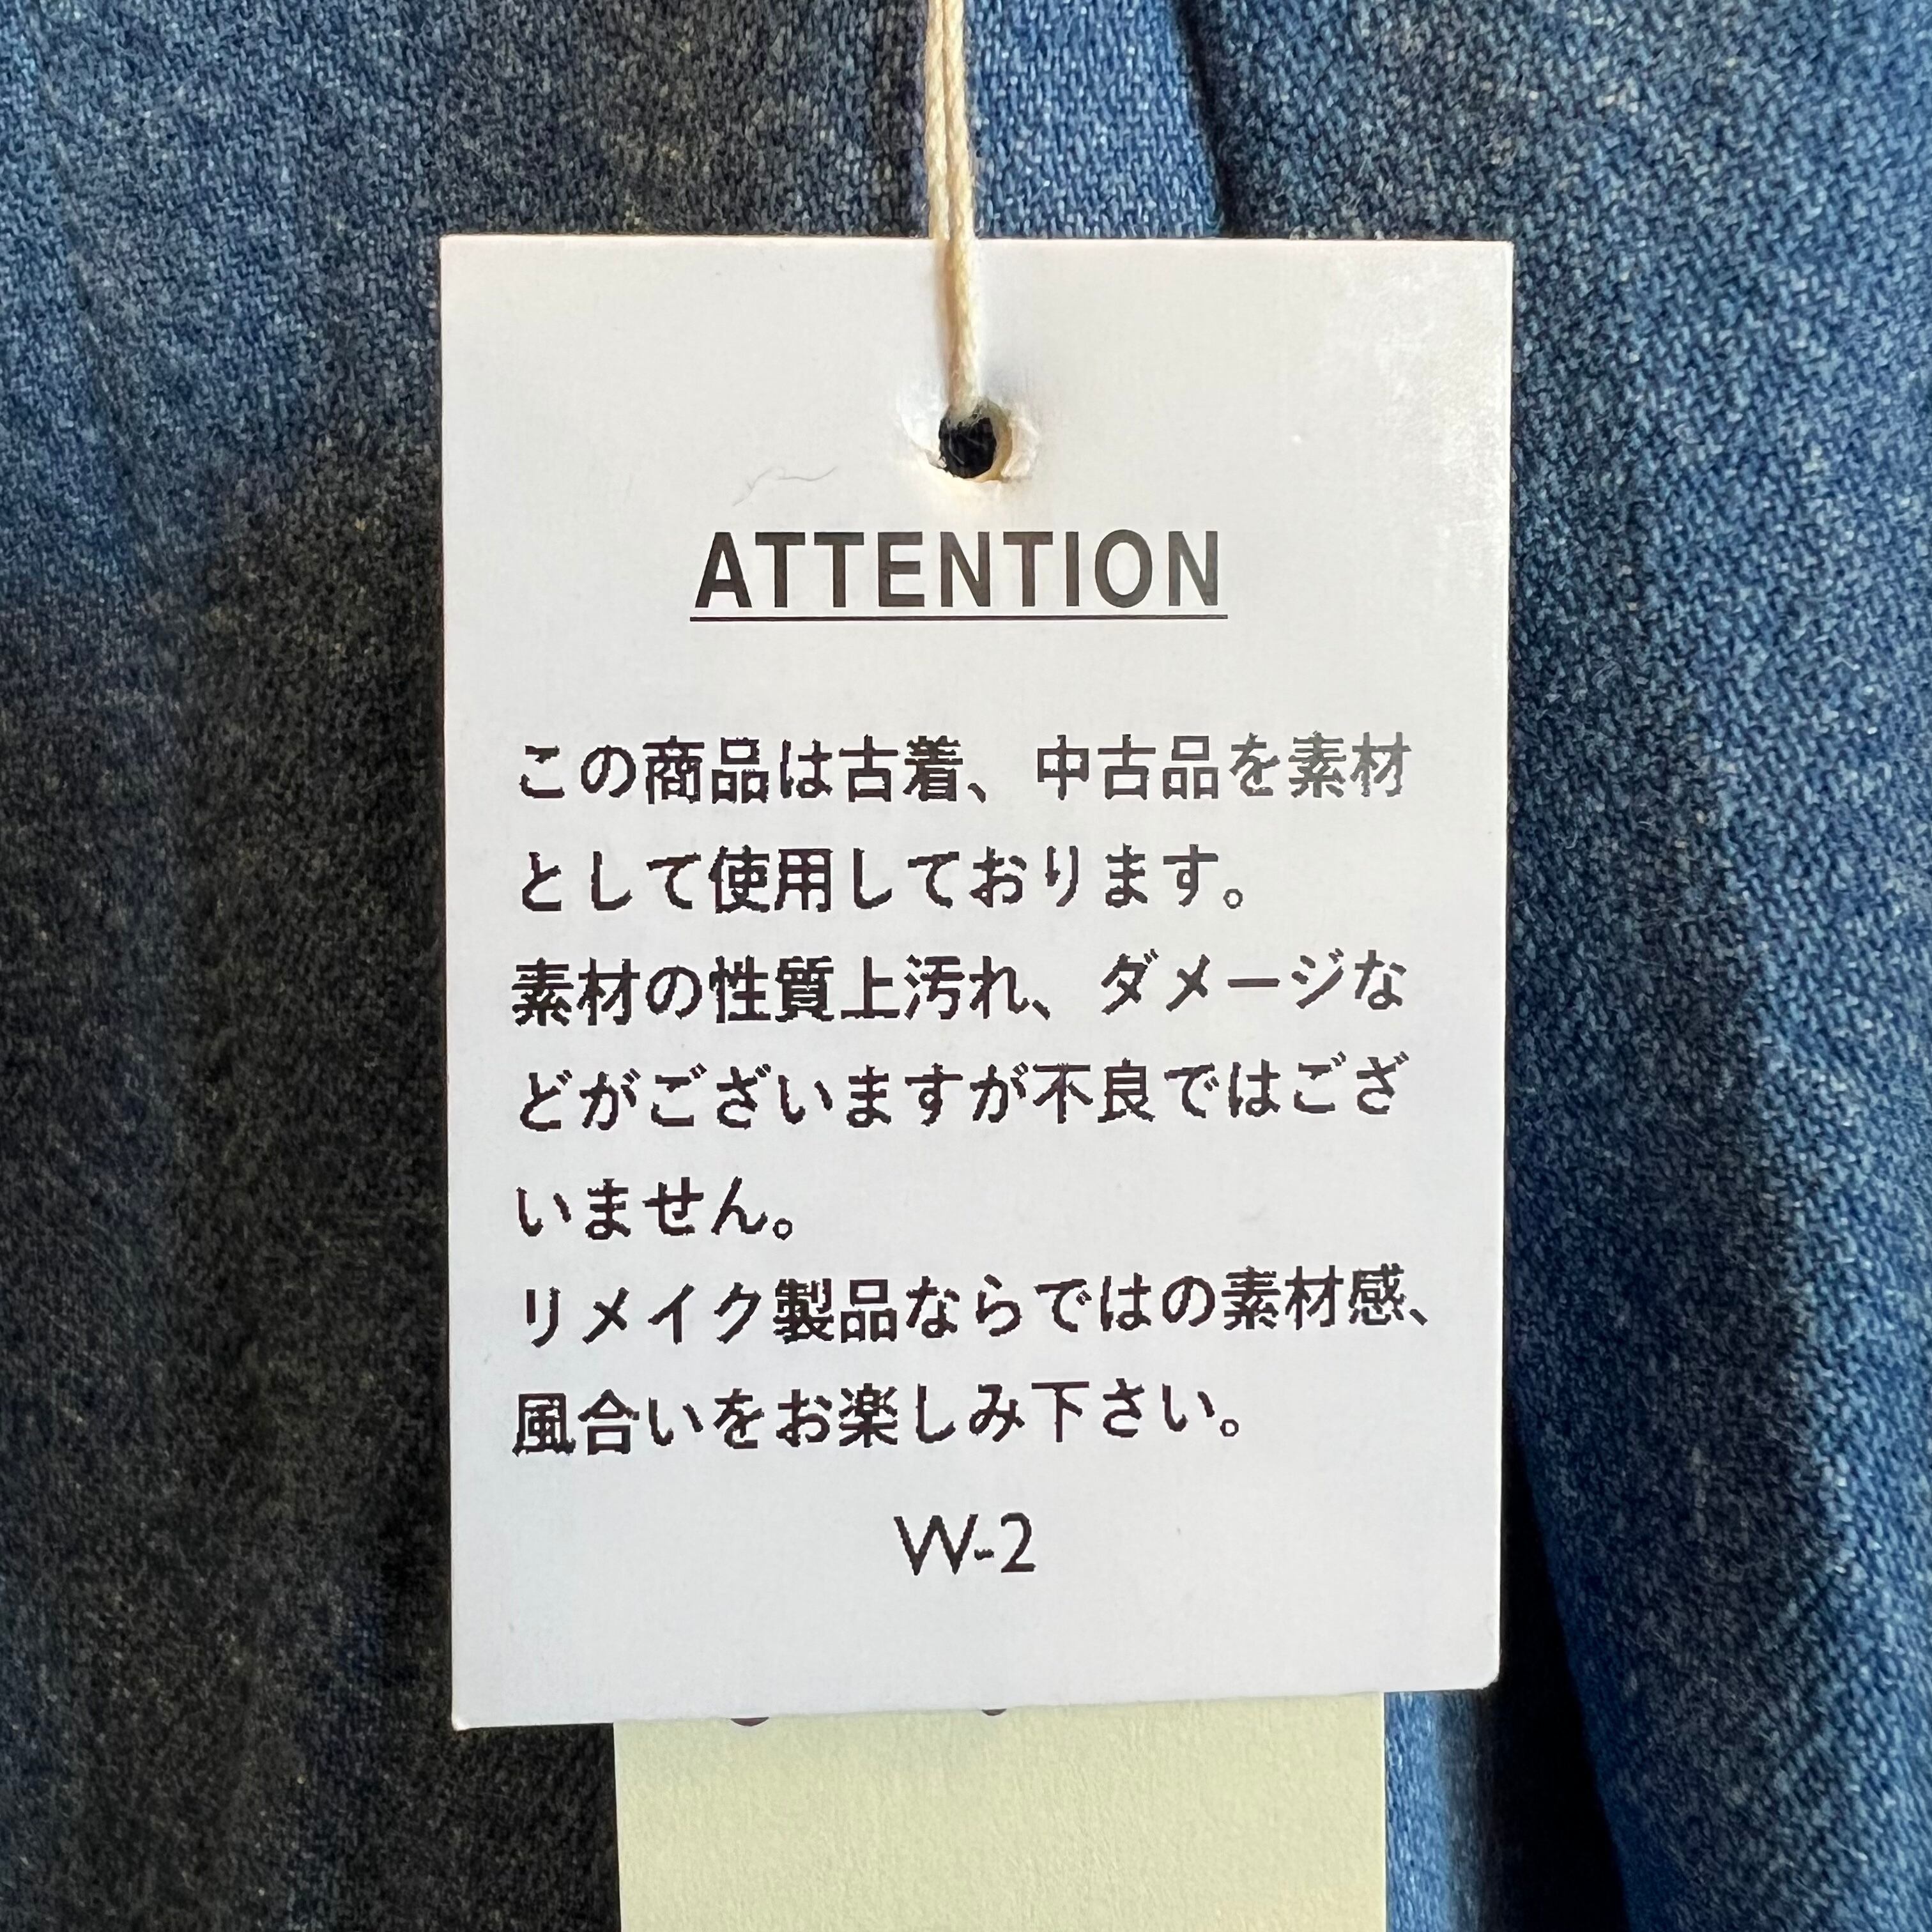 ATTENTION
この商品は古着、中古品を素材
として使用しております。
素材の性質上汚れ、ダメージな
どがございますが不良ではござ
いません。
リメイク製品ならではの素材感、
風合いをお楽しみ下さい。
W-2